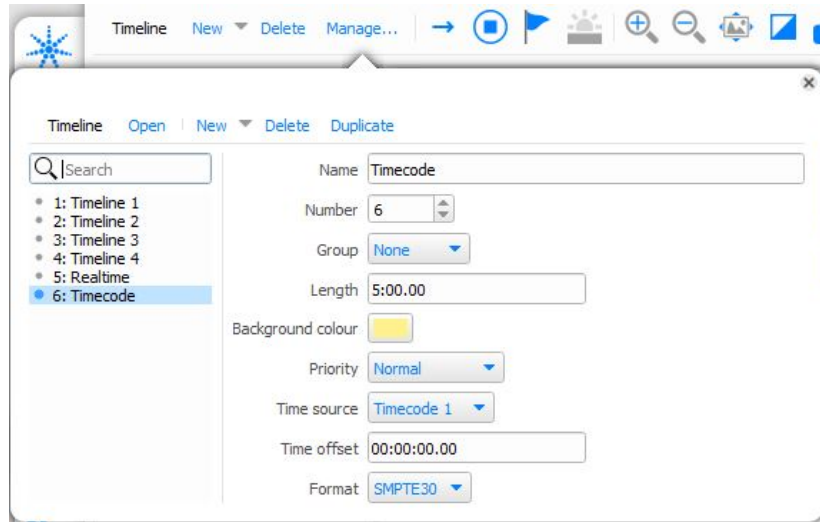 Timeline New Delete Manage...
Timeline Open New Delete Duplicate
Search
1: Timeline 1
2: Timeline 2
3: Timeline 3
4: Timeline 4
5: Realtime
6: Timecode
Name Timecode
Number 6
Group None
Length 5:00.00
Background colour
Priority Normal
Time source Timecode 1
Time offset 00:00:00.00
Format SMPTE30